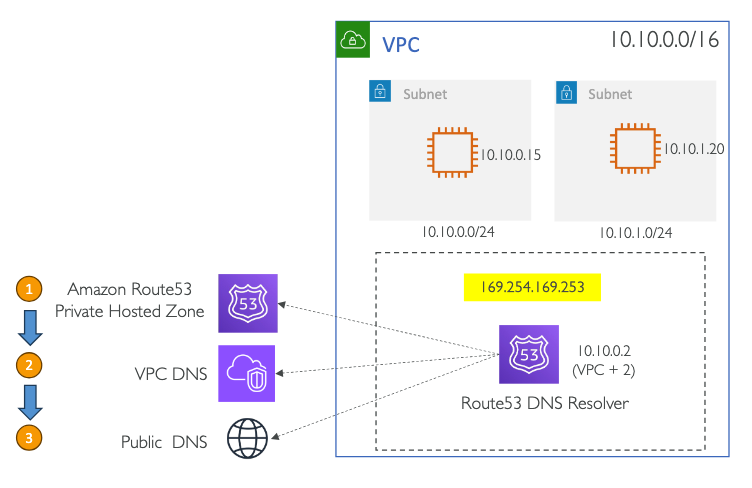 VPC
10.10.0.0/16
Subnet
Subnet
10.10.0.15
10.10.1.20
10.10.0.0/24
10.10.1.0/24
169.254.169.253
53
10.10.0.2
(VPC + 2)
Route53 DNS Resolver
1
Amazon Route53
Private Hosted Zone
53
2
VPC DNS
3
Public DNS